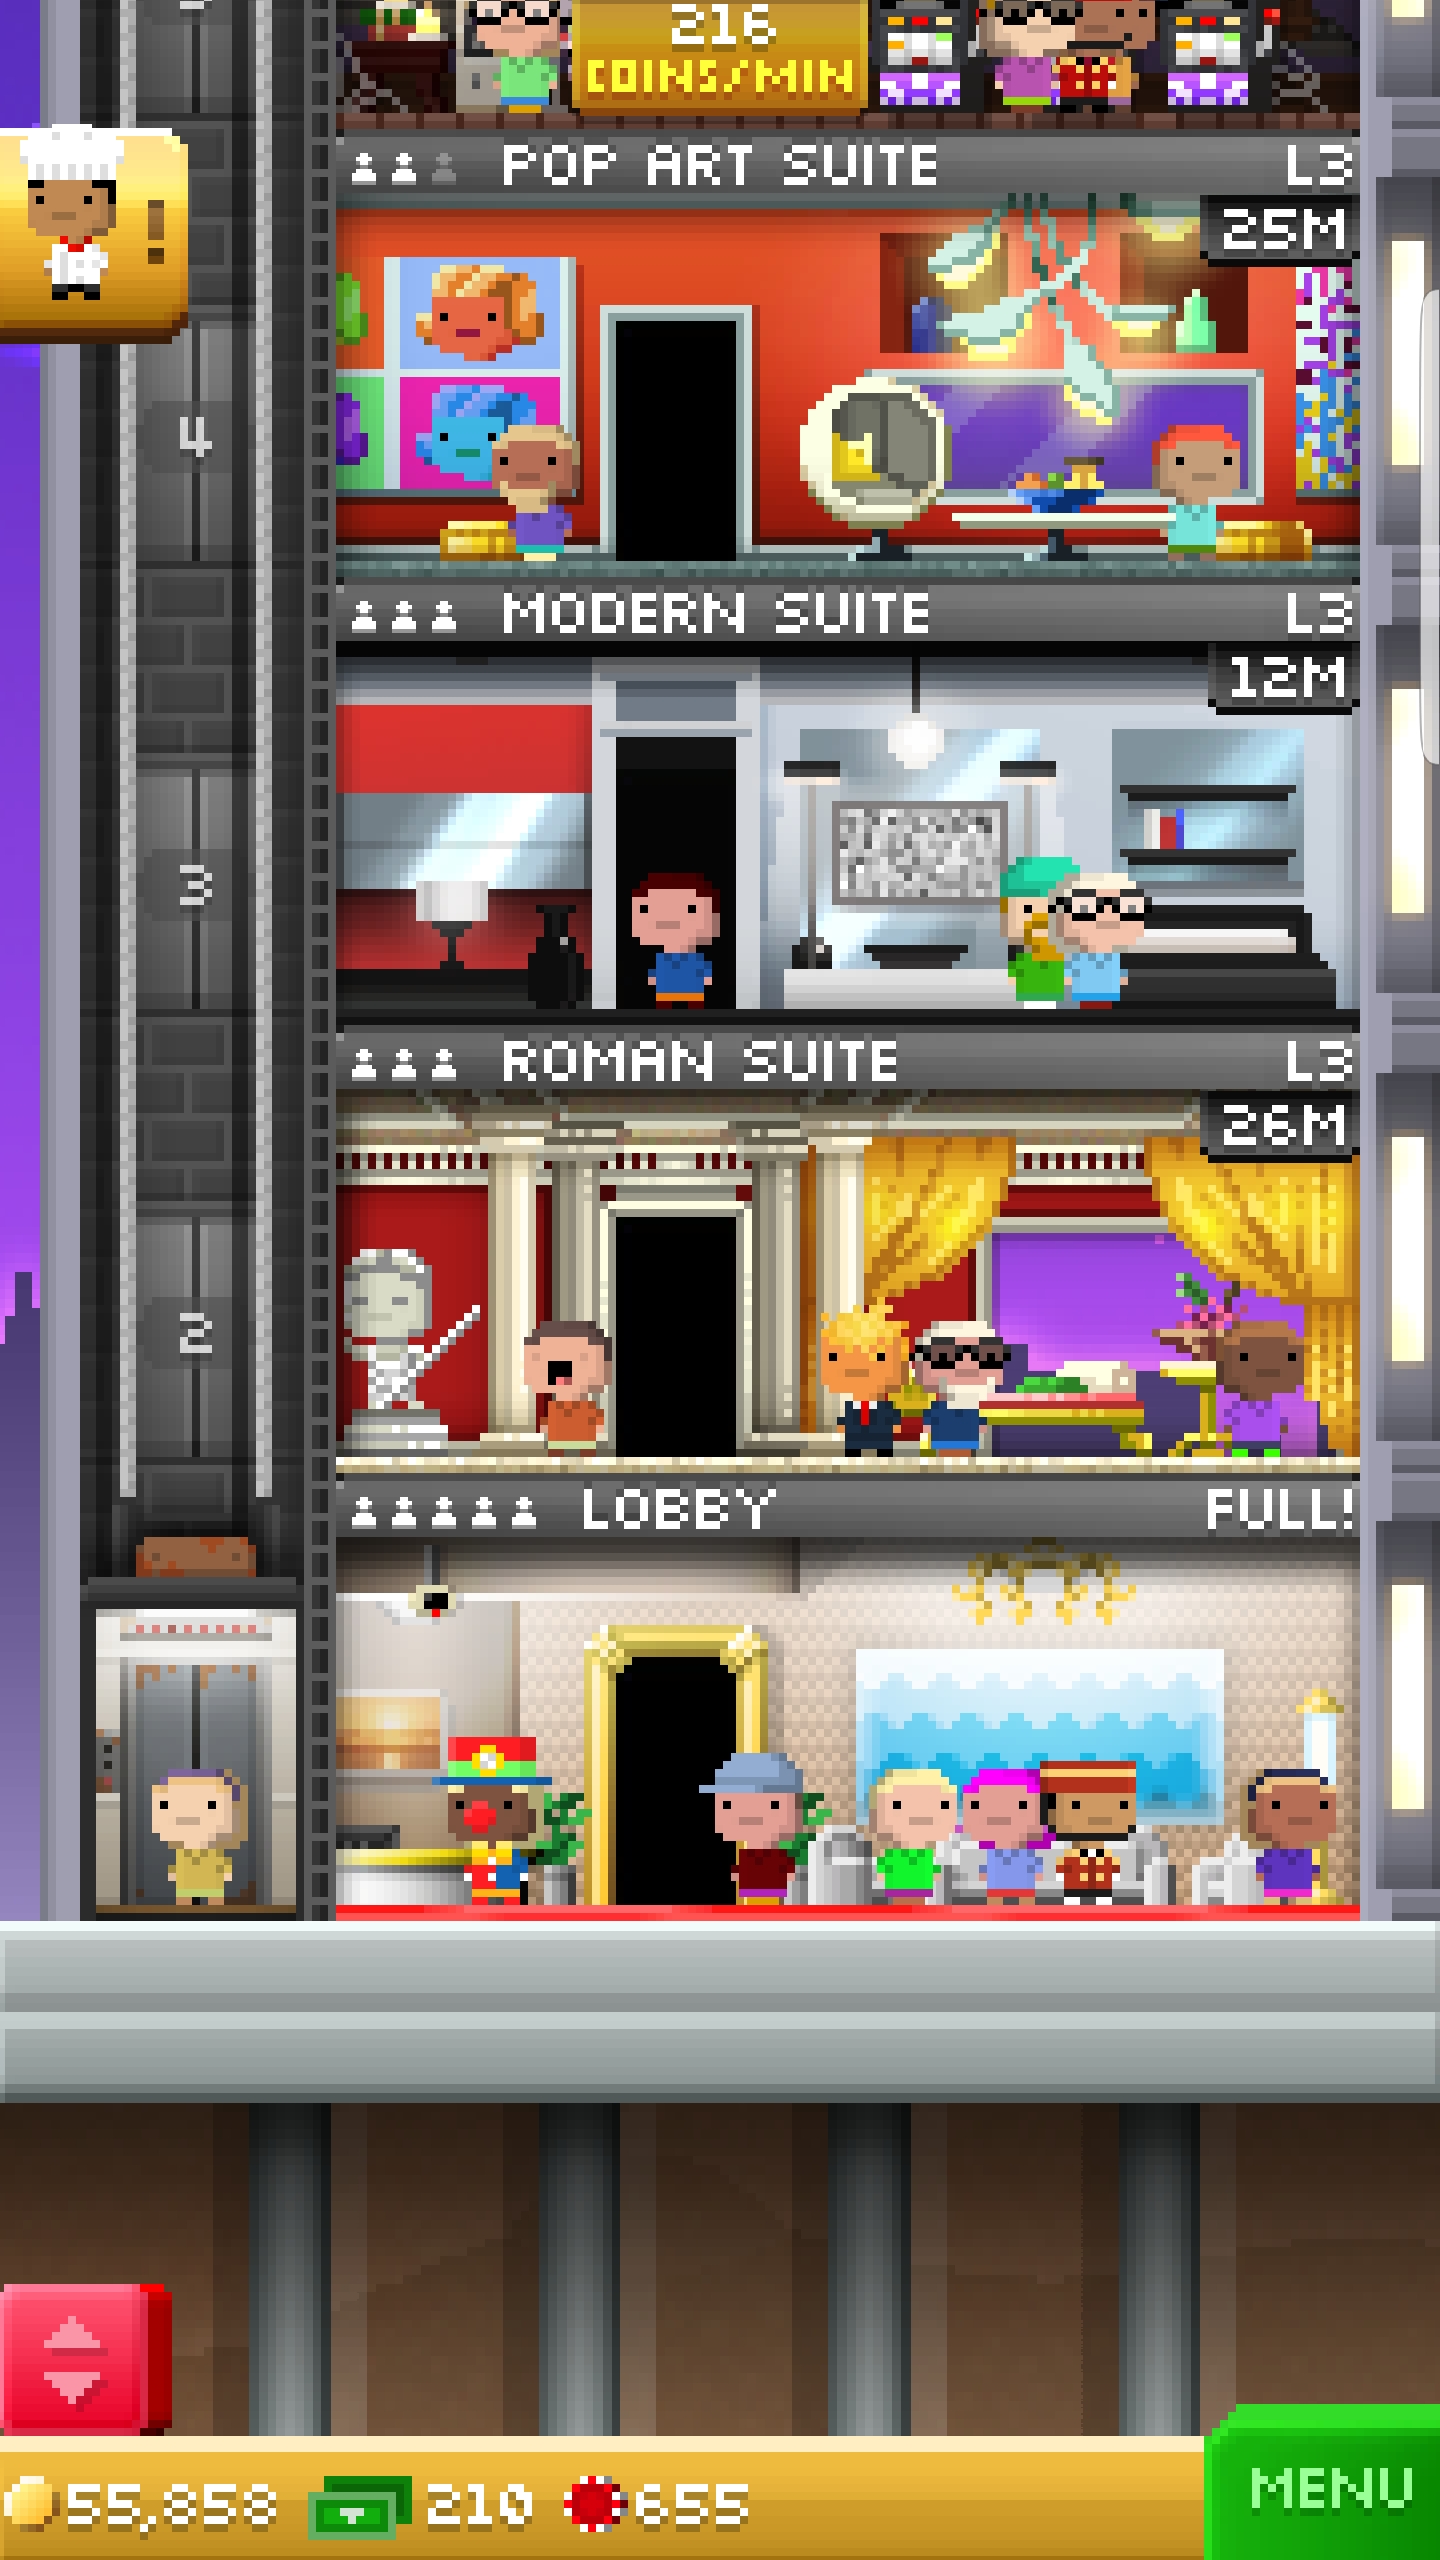 216
COINS/MIN
POP ART SUITE L3
25M
4
MODERN SUITE L3
12M
3
ROMAN SUITE L3
26M
2
LOBBY FULL!
55,858 210 655
MENU